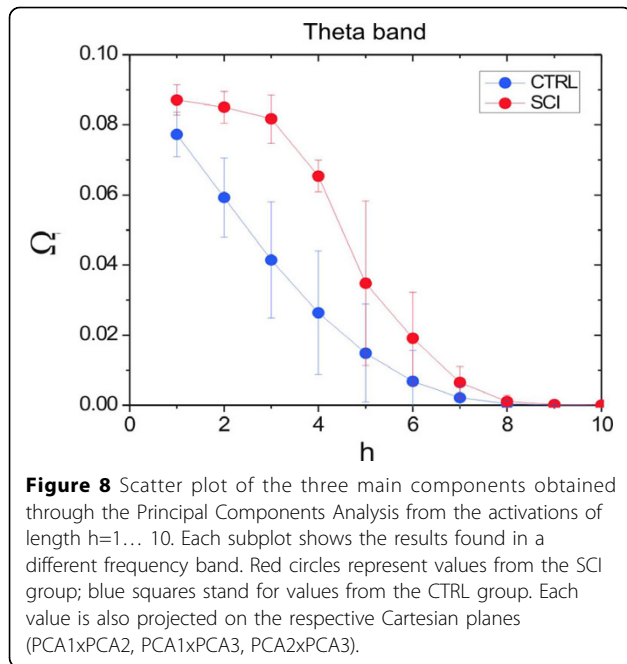 Theta band
0.10
0.08
0.06
0.04
0.02
0.00
Ω
CTRL
SCI
0 2 4 6 8 10
h
Figure 8 Scatter plot of the three main components obtained
through the Principal Components Analysis from the activations of
length h=1... 10. Each subplot shows the results found in a
different frequency band. Red circles represent values from the SCI
group; blue squares stand for values from the CTRL group. Each
value is also projected on the respective Cartesian planes
(PCA1xPCA2, PCA1xPCA3, PCA2xPCA3).